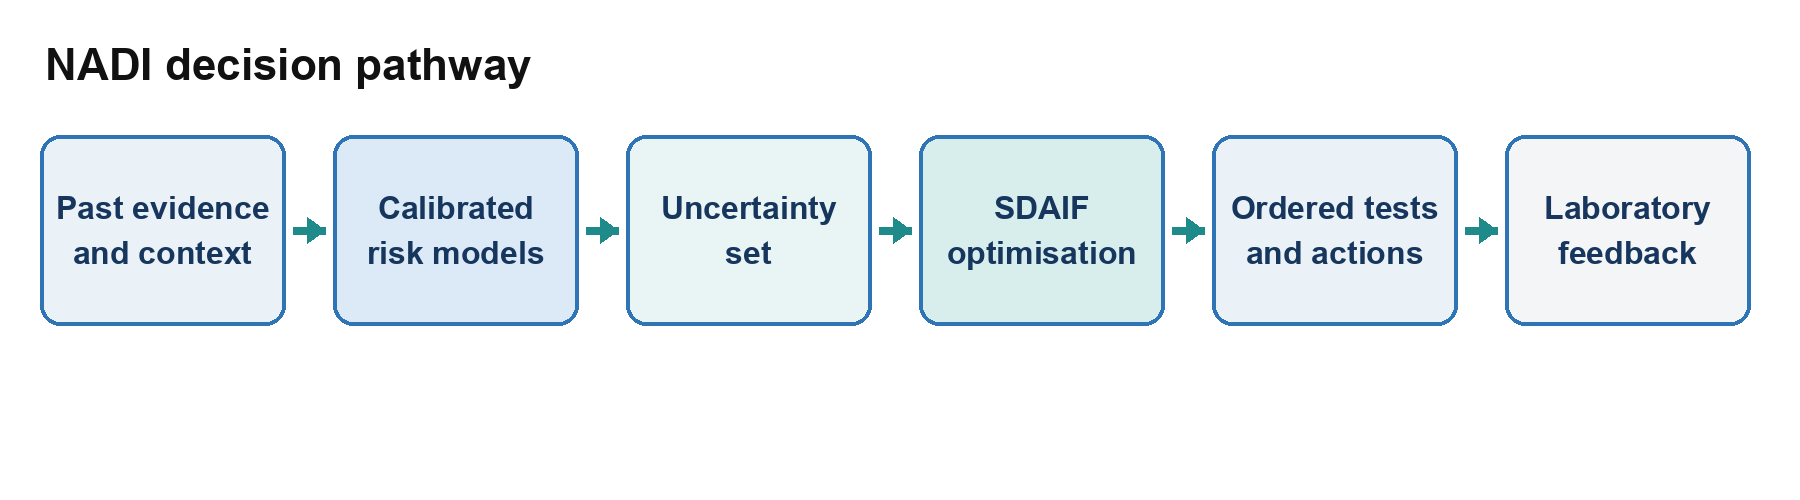 NADI decision pathway
Past evidence
and context
Calibrated
risk models
Uncertainty
set
SDAIF
optimisation
Ordered tests
and actions
Laboratory
feedback